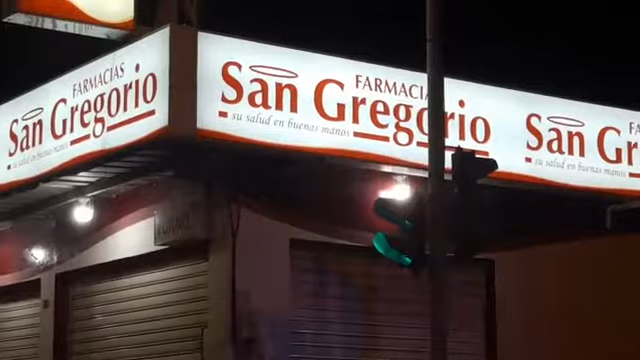 FARMACIAS
San Gregorio
su salud en buenas manos
FARMACIAS
San Gregorio
su salud en buenas manos
San Gr
su salud en buenas manos